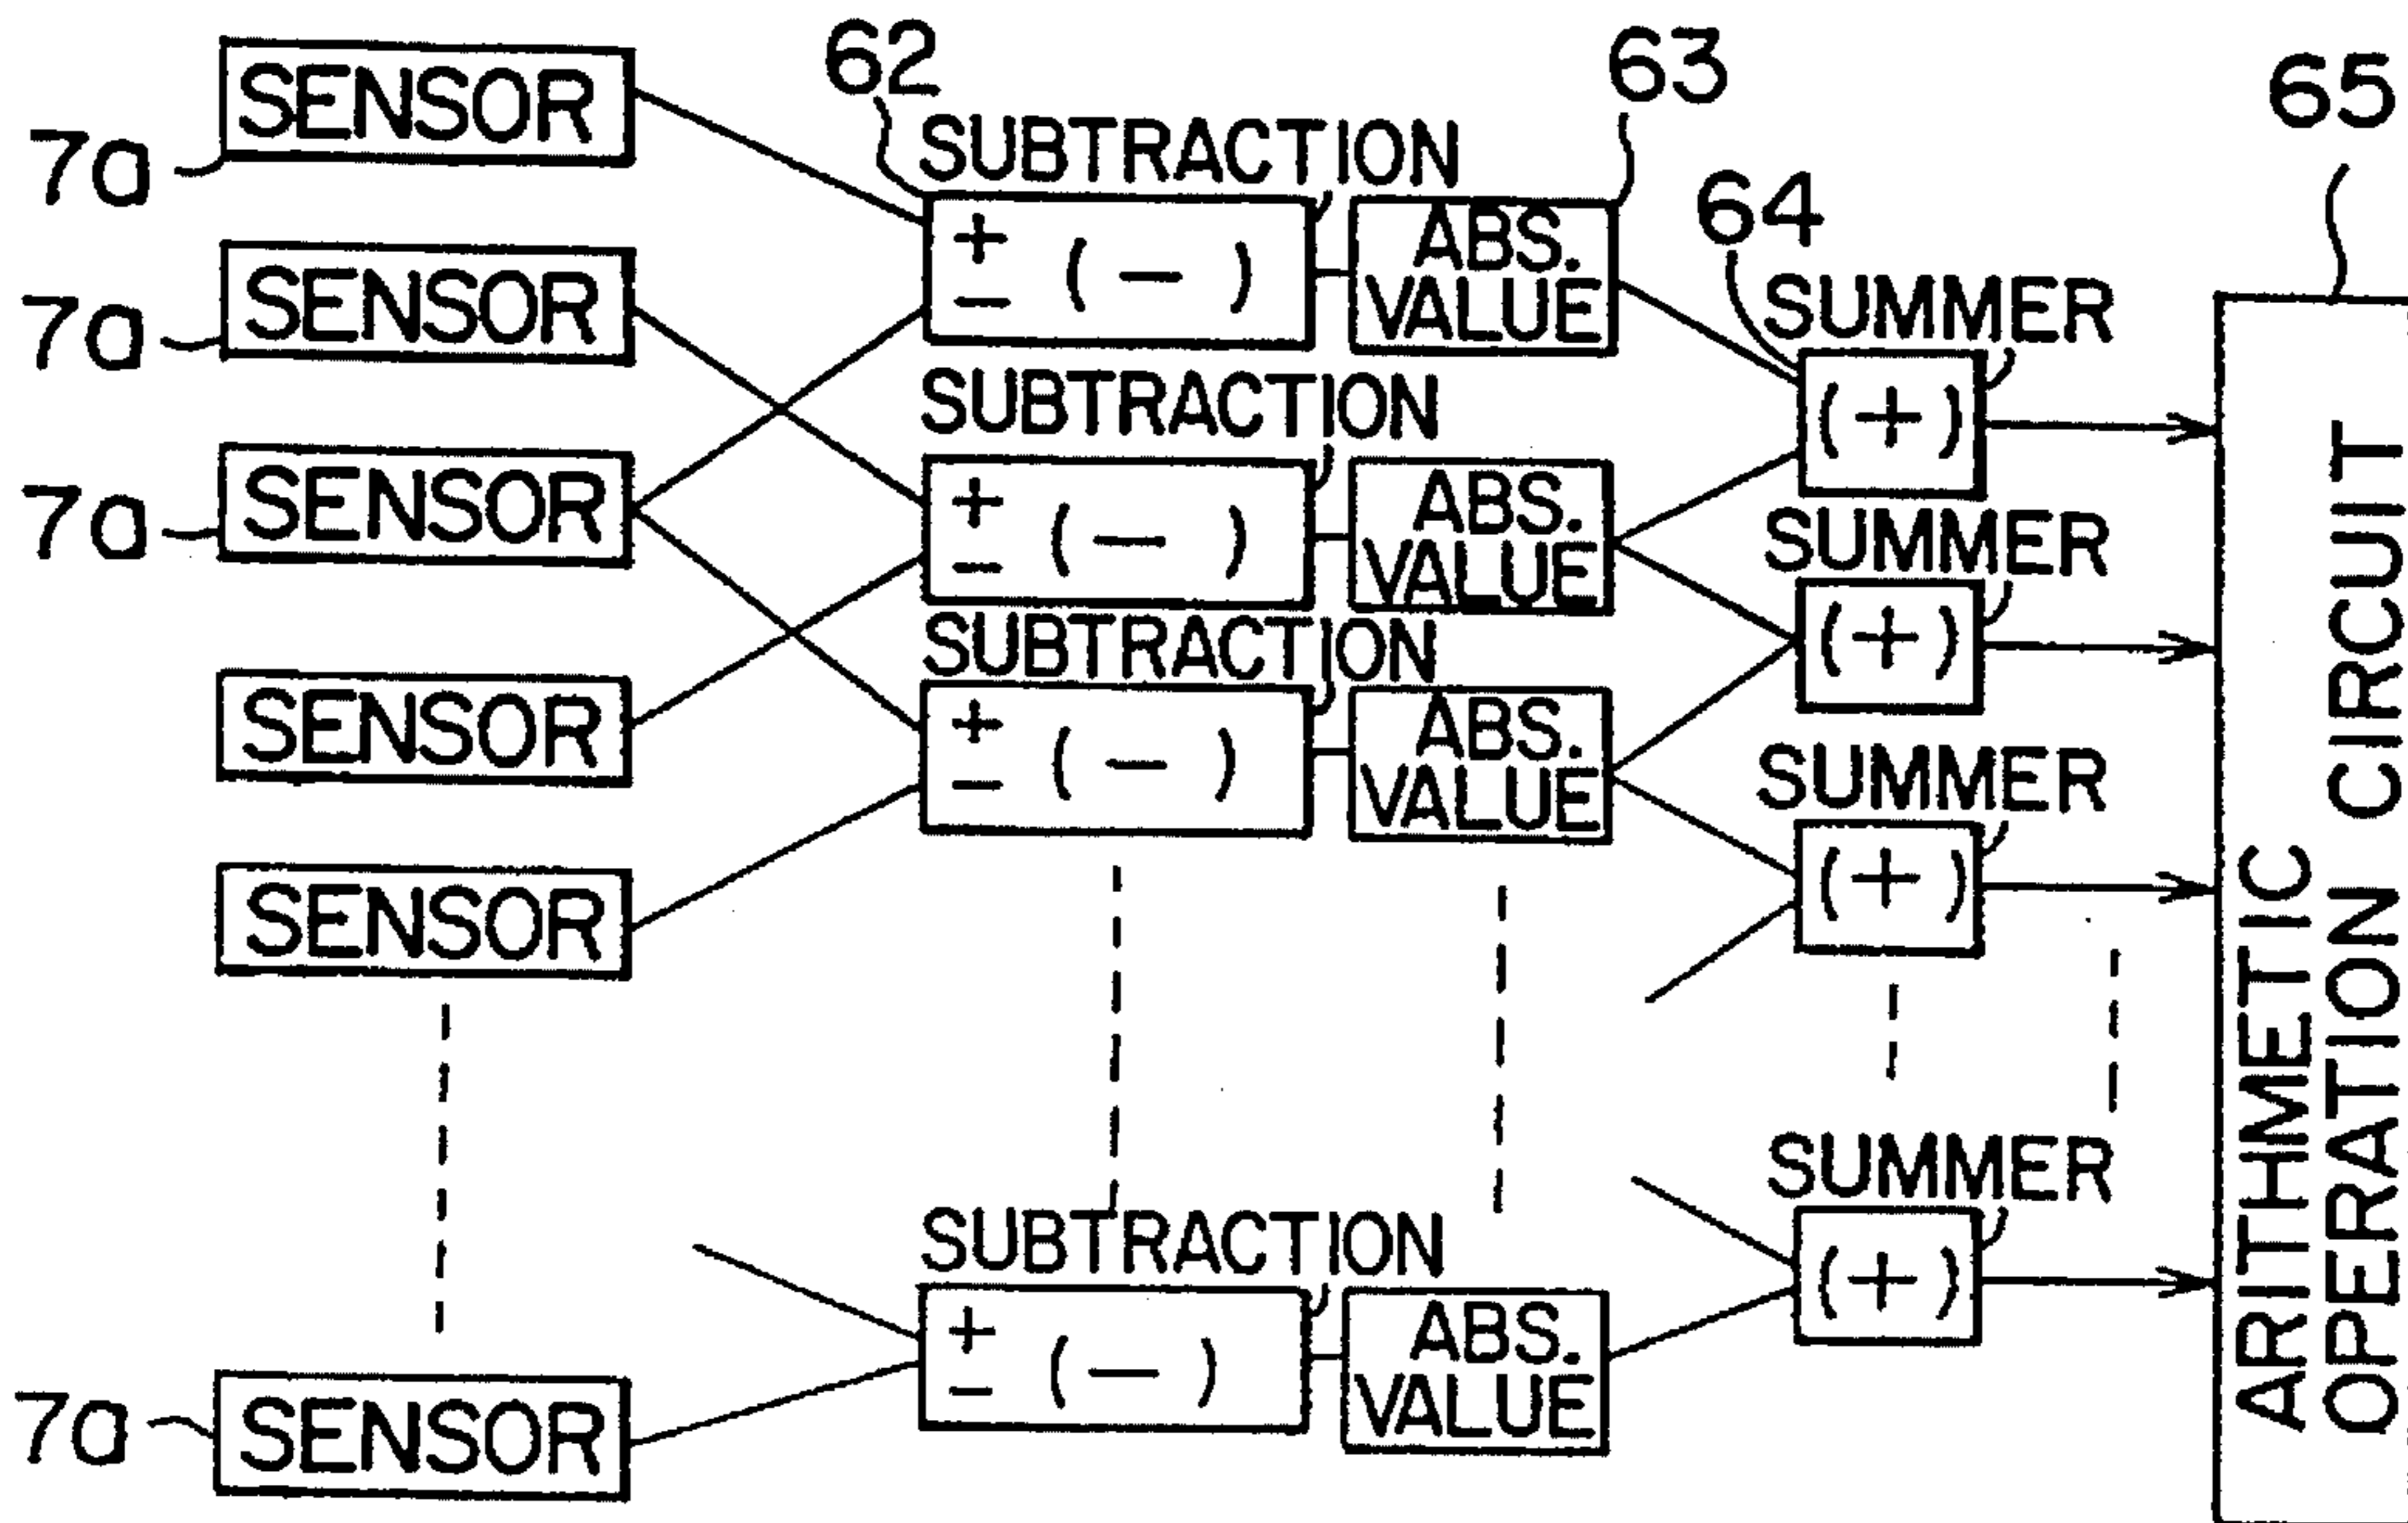 62
63
65
SENSOR
7a
SUBTRACTION
+
(—)
—
ABS.
VALUE
64
SENSOR
7a
SUMMER
(+)
SENSOR
7a
SUBTRACTION
+
(—)
—
ABS.
VALUE
SUMMER
(+)
SENSOR
SUBTRACTION
+
(—)
—
ABS.
VALUE
SUMMER
(+)
SENSOR
SUBTRACTION
+
(—)
—
ABS.
VALUE
SUMMER
(+)
SENSOR
7a
ARITHMETIC
OPERATION CIRCUIT